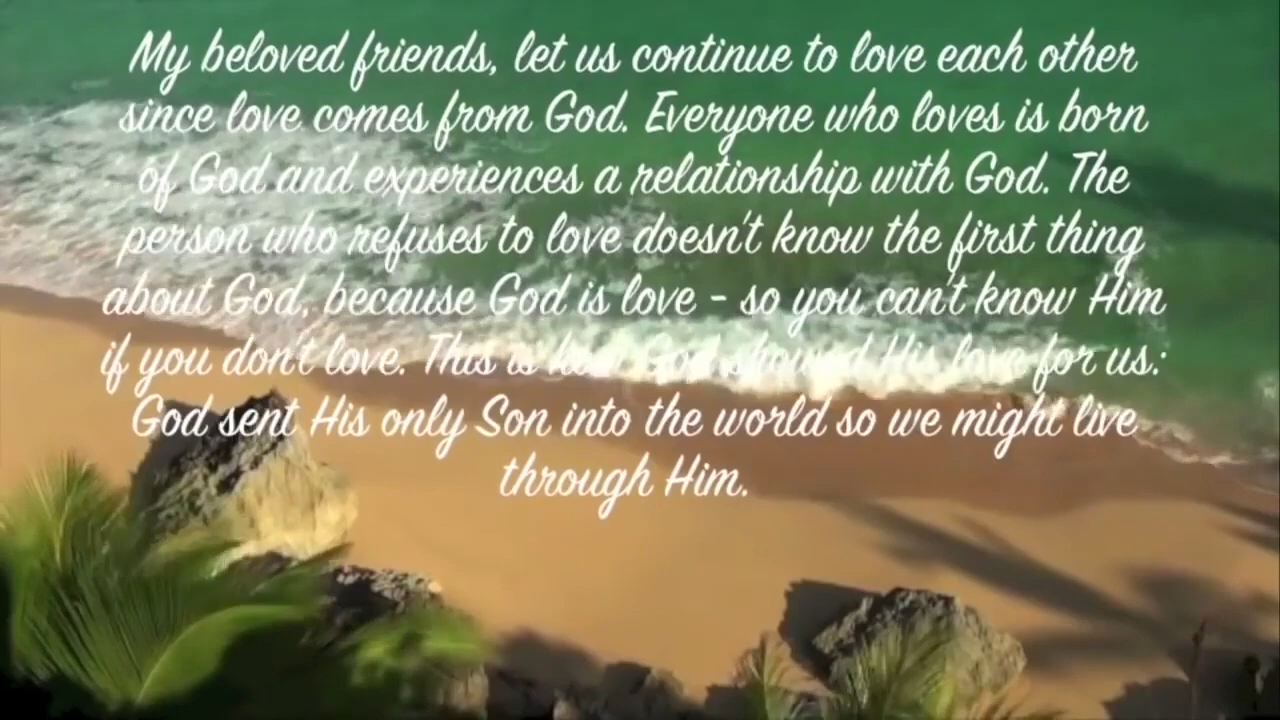 My beloved friends, let us continue to love each other
since love comes from God. Everyone who loves is born
of God and experiences a relationship with God. The
person who refuses to love doesn't know the first thing
about God, because God is love - so you can't know Him
if you don't love. This is how God showed His love for us:
God sent His only Son into the world so we might live
through Him.